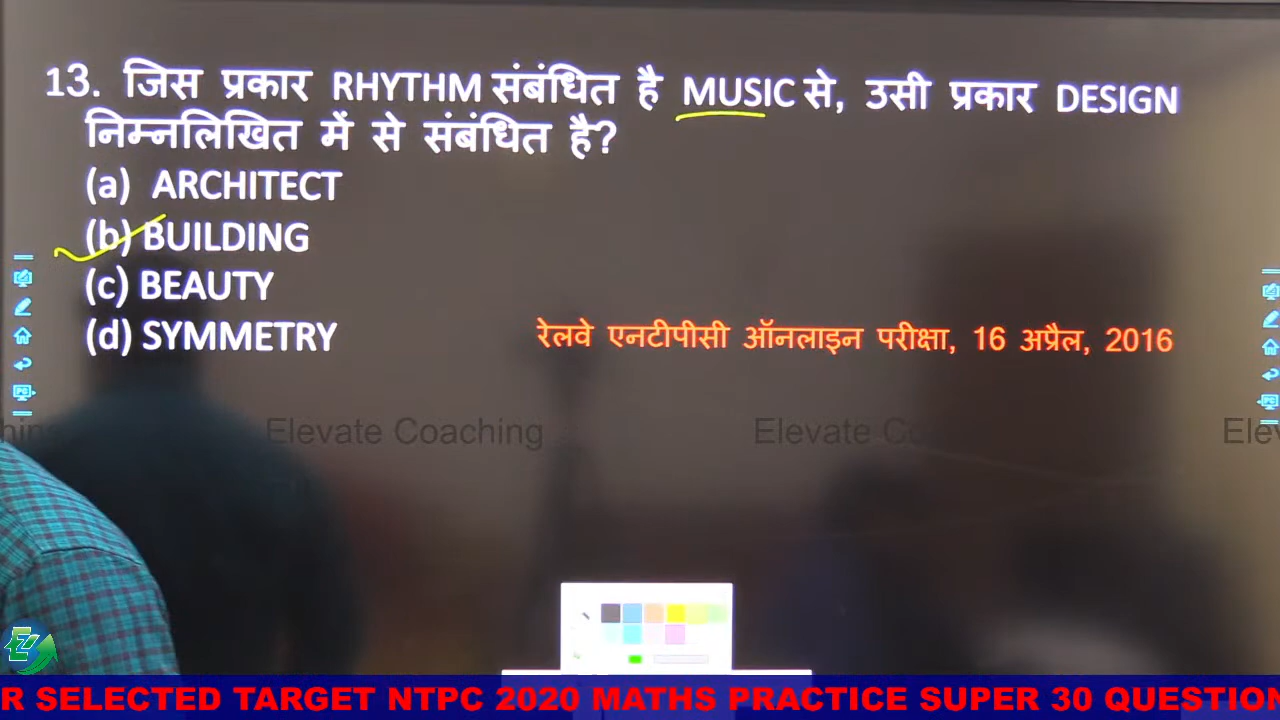 13. जिस प्रकार RHYTHM संबंधित है MUSIC से, उसी प्रकार DESIGN
निम्नलिखित में से संबंधित है?
(a) ARCHITECT
(b) BUILDING
(c) BEAUTY
(d) SYMMETRY
रेलवे एनटीपीसी ऑनलाइन परीक्षा, 16 अप्रैल, 2016
Elevate Coaching
Elevate
R SELECTED TARGET NTPC 2020 MATHS PRACTICE SUPER 30 QUESTION